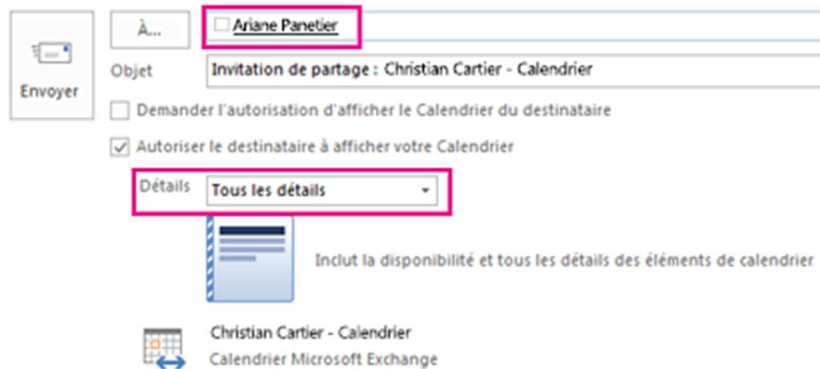 À...
Ariane Panetier
Envoyer
Objet
Invitation de partage : Christian Cartier - Calendrier
Demander l'autorisation d'afficher le Calendrier du destinataire
Autoriser le destinataire à afficher votre Calendrier
Détails
Tous les détails
Inclut la disponibilité et tous les détails des éléments de calendrier
Christian Cartier - Calendrier
Calendrier Microsoft Exchange